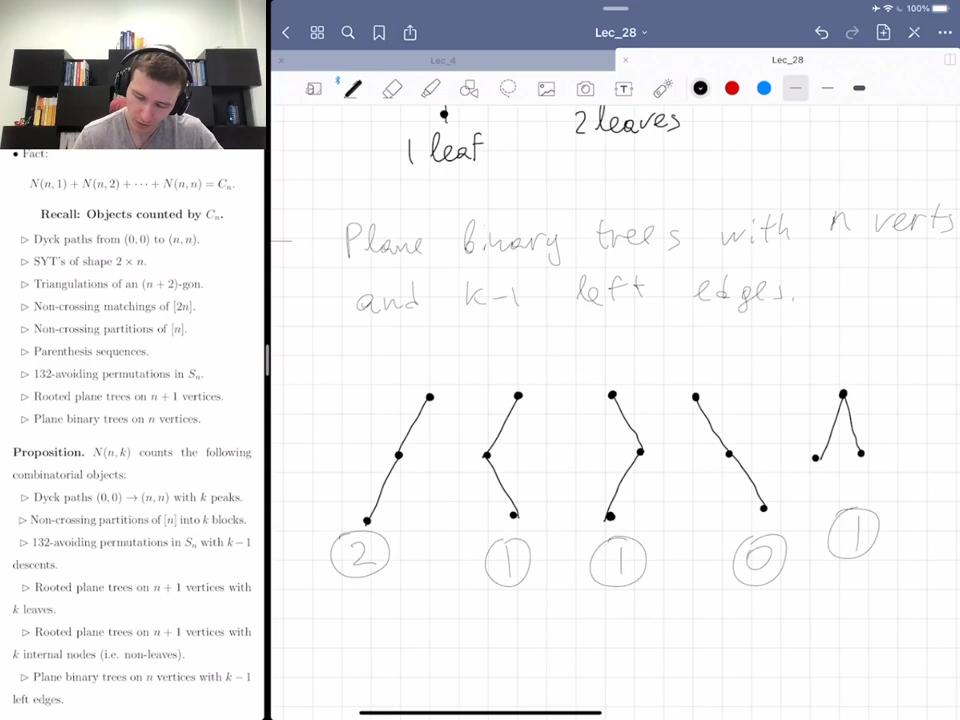 • Fact:
N(n, 1) + N(n, 2) + · · · + N(n, n) = Cₙ.
Recall: Objects counted by Cₙ.
▷ Dyck paths from (0, 0) to (n, n).
▷ SYT's of shape 2 × n.
▷ Triangulations of an (n + 2)-gon.
▷ Non-crossing matchings of [2n].
▷ Non-crossing partitions of [n].
▷ Parenthesis sequences.
▷ 132-avoiding permutations in Sₙ.
▷ Rooted plane trees on n + 1 vertices.
▷ Plane binary trees on n vertices.
Proposition. N(n, k) counts the following
combinatorial objects:
▷ Dyck paths (0, 0) → (n, n) with k peaks.
▷ Non-crossing partitions of [n] into k blocks.
▷ 132-avoiding permutations in Sₙ with k − 1
descents.
▷ Rooted plane trees on n + 1 vertices with
k leaves.
▷ Rooted plane trees on n + 1 vertices with
k internal nodes (i.e. non-leaves).
▷ Plane binary trees on n vertices with k − 1
left edges.
100%
Lec_28
Lec_4
Lec_28
T
1 leaf
2 leaves
– Plane binary trees with n verts
and k-1 left edges.
2 1 1 0 1